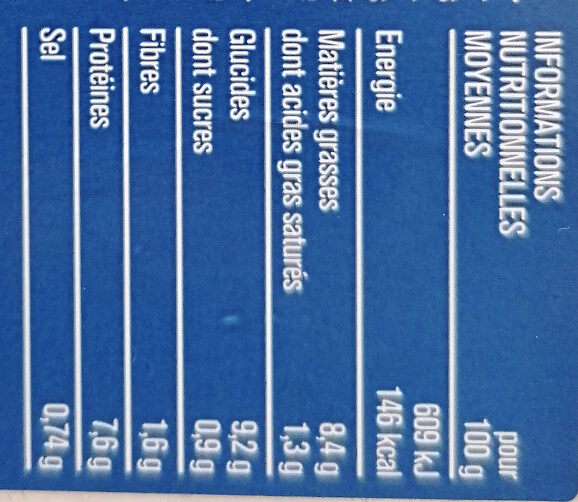 INFORMATIONS
NUTRITIONNELLES pour
MOYENNES 100 g
609 kJ
Energie 146 kcal
Matières grasses 8,4 g
dont acides gras saturés 1,3 g
Glucides 9,2 g
dont sucres 0,9 g
Fibres 1,6 g
Protéines 7,6 g
Sel 0,74 g